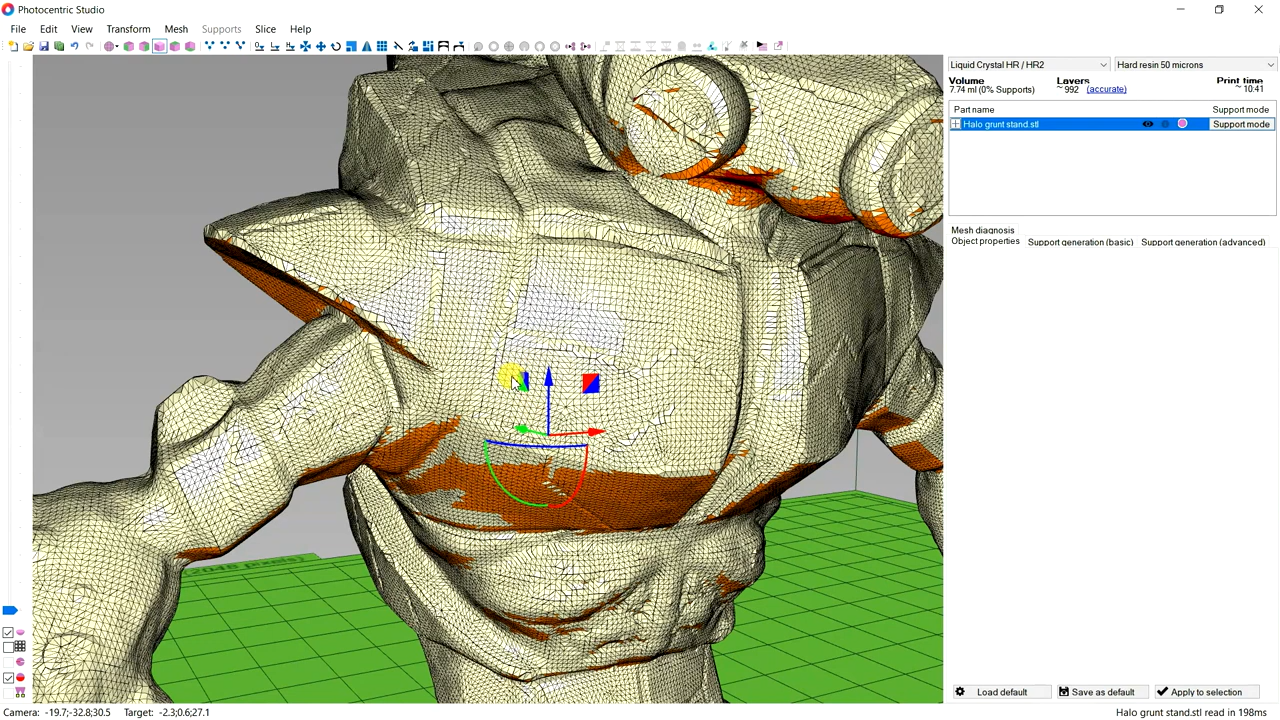 Photocentric Studio
File Edit View Transform Mesh Supports Slice Help
Liquid Crystal HR / HR2 Hard resin 50 microns
Volume Layers Print time
7.74 ml (0% Supports) ~ 992 (accurate) ~ 10:41
Part name Support mode
Halo grunt stand.stl Support mode
Mesh diagnosis
Object properties Support generation (basic) Support generation (advanced)
Load default Save as default Apply to selection
Camera: -19.7;-32.8;30.5 Target: -2.3;0.6;27.1 Halo grunt stand.stl read in 198ms